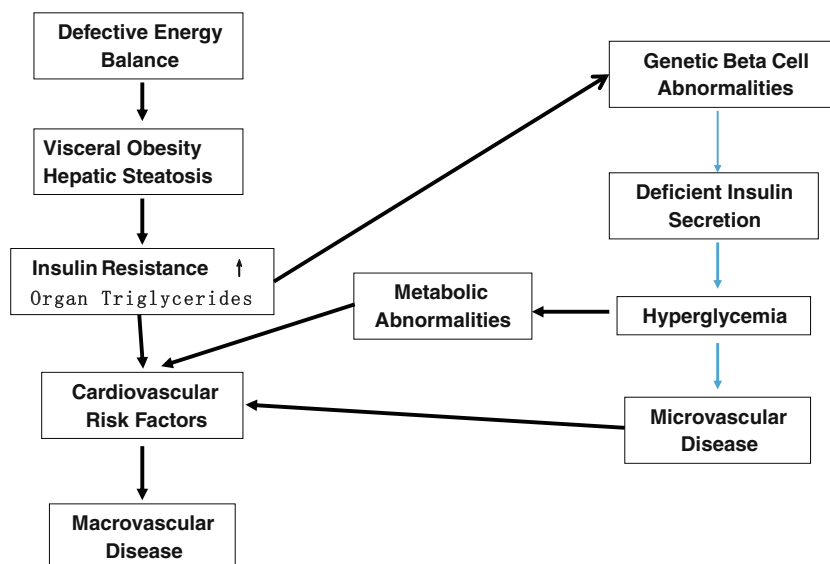 Defective Energy
Balance
Visceral Obesity
Hepatic Steatosis
Insulin Resistance ↑
Organ Triglycerides
Cardiovascular
Risk Factors
Macrovascular
Disease
Metabolic
Abnormalities
Genetic Beta Cell
Abnormalities
Deficient Insulin
Secretion
Hyperglycemia
Microvascular
Disease